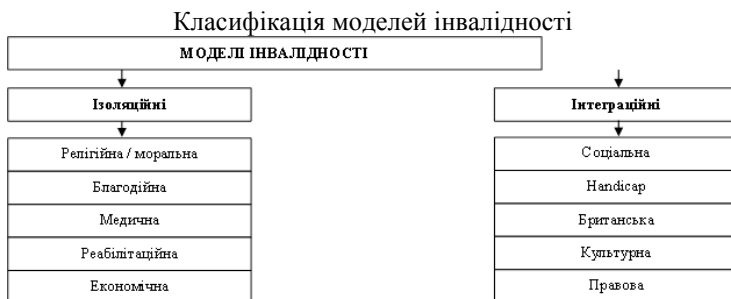 Класифікація моделей інвалідності
МОДЕЛІ ІНВАЛІДНОСТІ
Ізоляційні
Інтеграційні
Релігійна / моральна
Соціальна
Благодійна
Handicap
Медична
Британська
Реабілітаційна
Культурна
Економічна
Правова